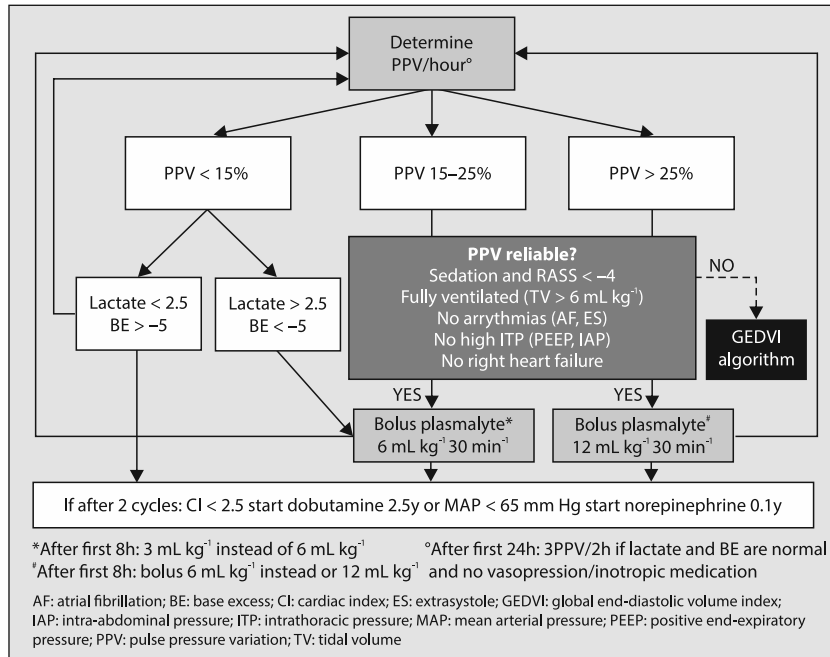 Determine
PPV/hour°
PPV < 15%
PPV 15–25%
PPV > 25%
PPV reliable?
Sedation and RASS < –4
Fully ventilated (TV > 6 mL kg⁻¹)
No arrythmias (AF, ES)
No high ITP (PEEP, IAP)
No right heart failure
NO
GEDVI
algorithm
Lactate < 2.5
BE > –5
Lactate > 2.5
BE < –5
YES
YES
Bolus plasmalyte*
6 mL kg⁻¹ 30 min⁻¹
Bolus plasmalyte#
12 mL kg⁻¹ 30 min⁻¹
If after 2 cycles: CI < 2.5 start dobutamine 2.5y or MAP < 65 mm Hg start norepinephrine 0.1y
*After first 8h: 3 mL kg⁻¹ instead of 6 mL kg⁻¹
#After first 8h: bolus 6 mL kg⁻¹ instead or 12 mL kg⁻¹
°After first 24h: 3PPV/2h if lactate and BE are normal
and no vasopression/inotropic medication
AF: atrial fibrillation; BE: base excess; CI: cardiac index; ES: extrasystole; GEDVI: global end-diastolic volume index;
IAP: intra-abdominal pressure; ITP: intrathoracic pressure; MAP: mean arterial pressure; PEEP: positive end-expiratory
pressure; PPV: pulse pressure variation; TV: tidal volume